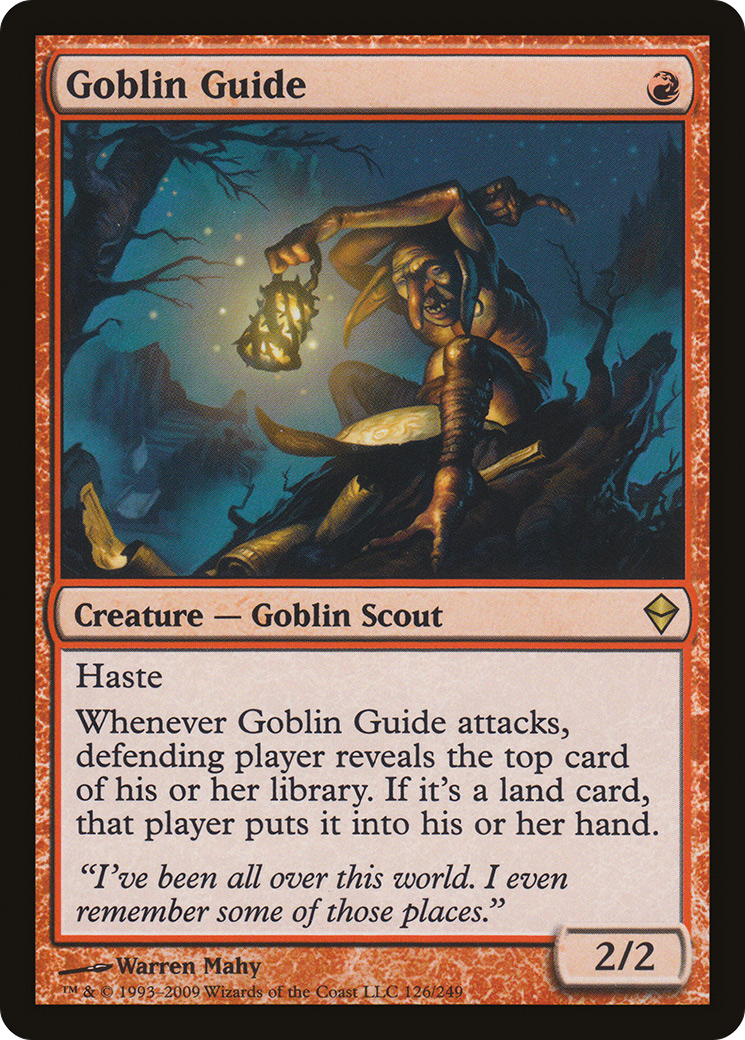 Goblin Guide
Creature — Goblin Scout
Haste
Whenever Goblin Guide attacks,
defending player reveals the top card
of his or her library. If it's a land card,
that player puts it into his or her hand.
“I've been all over this world. I even
remember some of those places.”
2/2
Warren Mahy
™ & © 1993–2009 Wizards of the Coast LLC 126/249